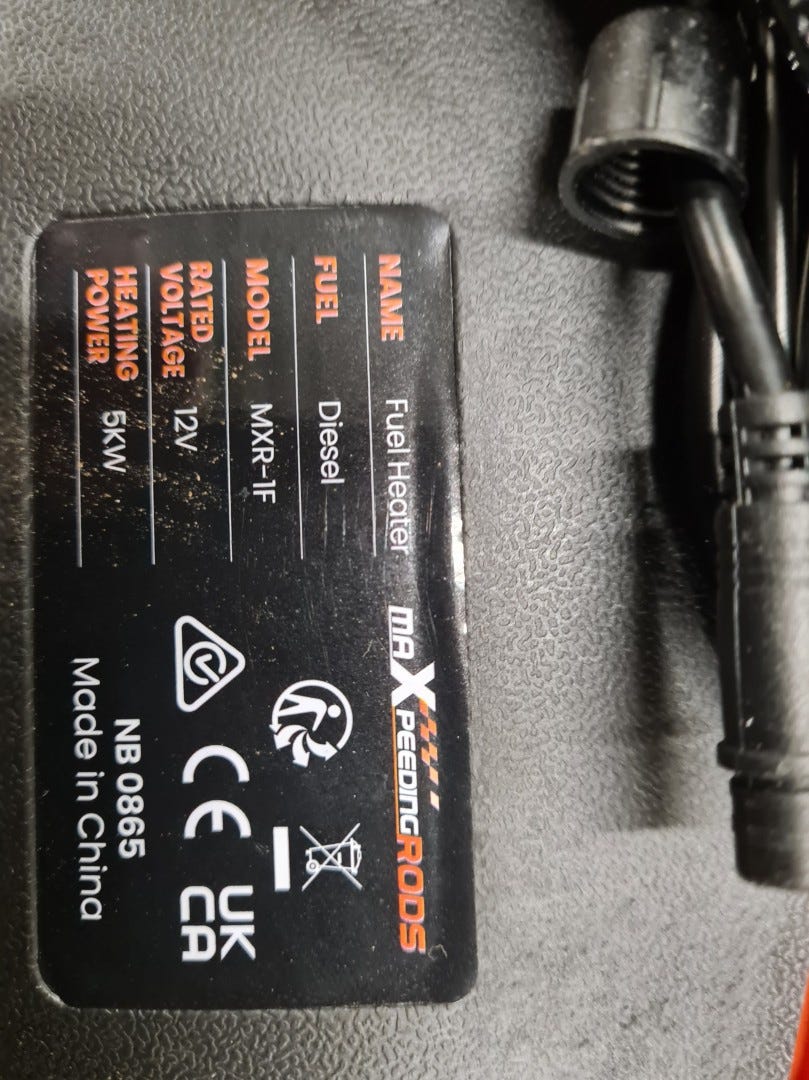 NAME Fuel Heater
FUEL Diesel
MODEL MXR-1F
RATED VOLTAGE 12V
HEATING POWER 5KW
MAXPEEDINGRODS
CE
UK
CA
NB 0865
Made in China